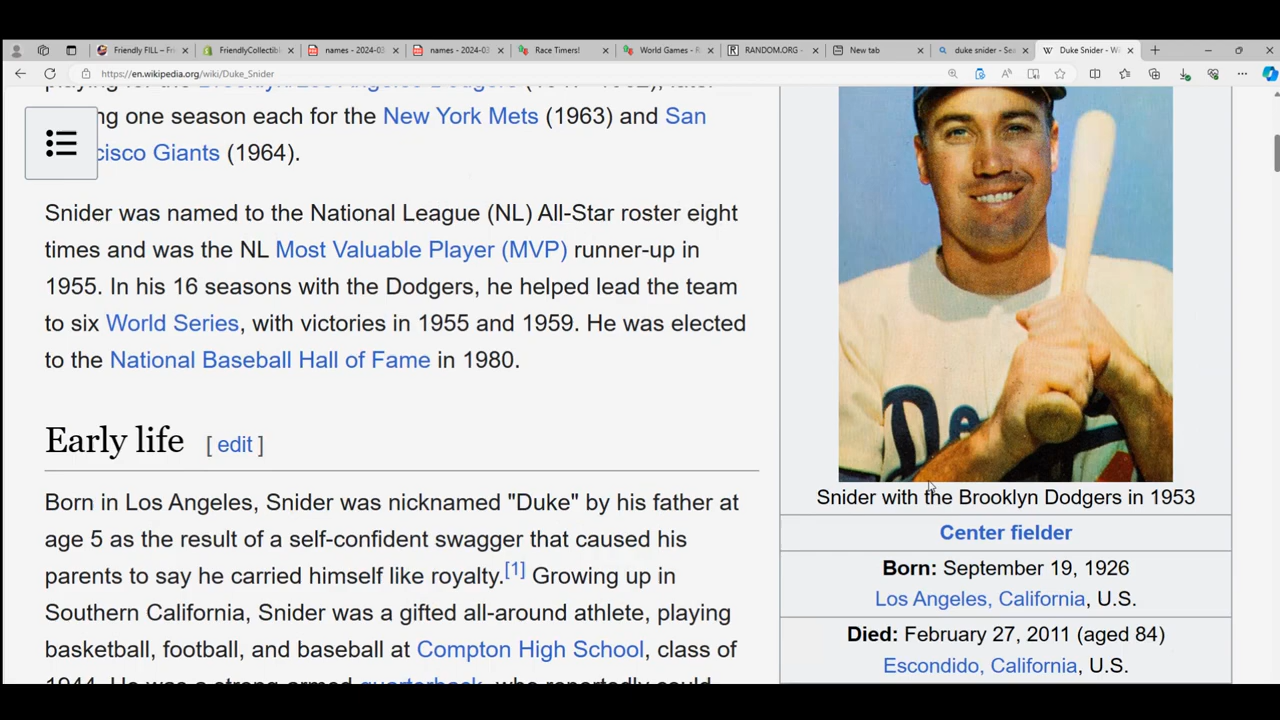 Friendly FILL – Fri
FriendlyCollectibl
names - 2024-03
names - 2024-03
Race Timers!
World Games - R
RANDOM.ORG -
New tab
duke snider - Sea
Duke Snider - Wi
https://en.wikipedia.org/wiki/Duke_Snider
ng one season each for the New York Mets (1963) and San
cisco Giants (1964).
Snider was named to the National League (NL) All-Star roster eight
times and was the NL Most Valuable Player (MVP) runner-up in
1955. In his 16 seasons with the Dodgers, he helped lead the team
to six World Series, with victories in 1955 and 1959. He was elected
to the National Baseball Hall of Fame in 1980.
Early life [ edit ]
Born in Los Angeles, Snider was nicknamed "Duke" by his father at
age 5 as the result of a self-confident swagger that caused his
parents to say he carried himself like royalty.[1] Growing up in
Southern California, Snider was a gifted all-around athlete, playing
basketball, football, and baseball at Compton High School, class of
Do
Snider with the Brooklyn Dodgers in 1953
Center fielder
Born: September 19, 1926
Los Angeles, California, U.S.
Died: February 27, 2011 (aged 84)
Escondido, California, U.S.